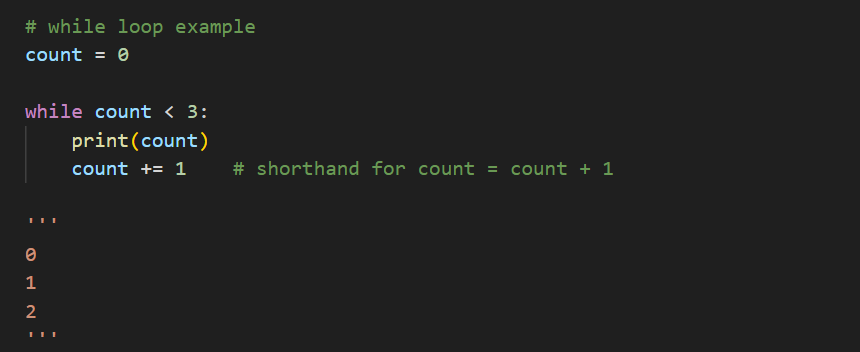 # while loop example
count = 0
while count < 3:
    print(count)
    count += 1    # shorthand for count = count + 1
'''
0
1
2
'''